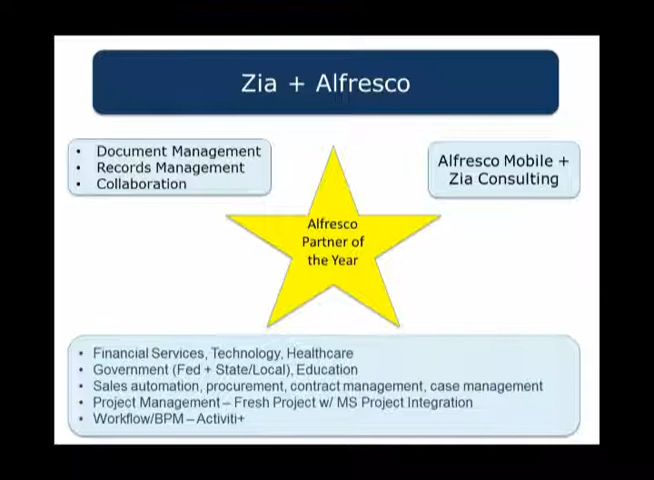 Zia + Alfresco
• Document Management
• Records Management
• Collaboration
Alfresco Mobile +
Zia Consulting
Alfresco
Partner of
the Year
• Financial Services, Technology, Healthcare
• Government (Fed + State/Local), Education
• Sales automation, procurement, contract management, case management
• Project Management – Fresh Project w/ MS Project Integration
• Workflow/BPM – Activiti+